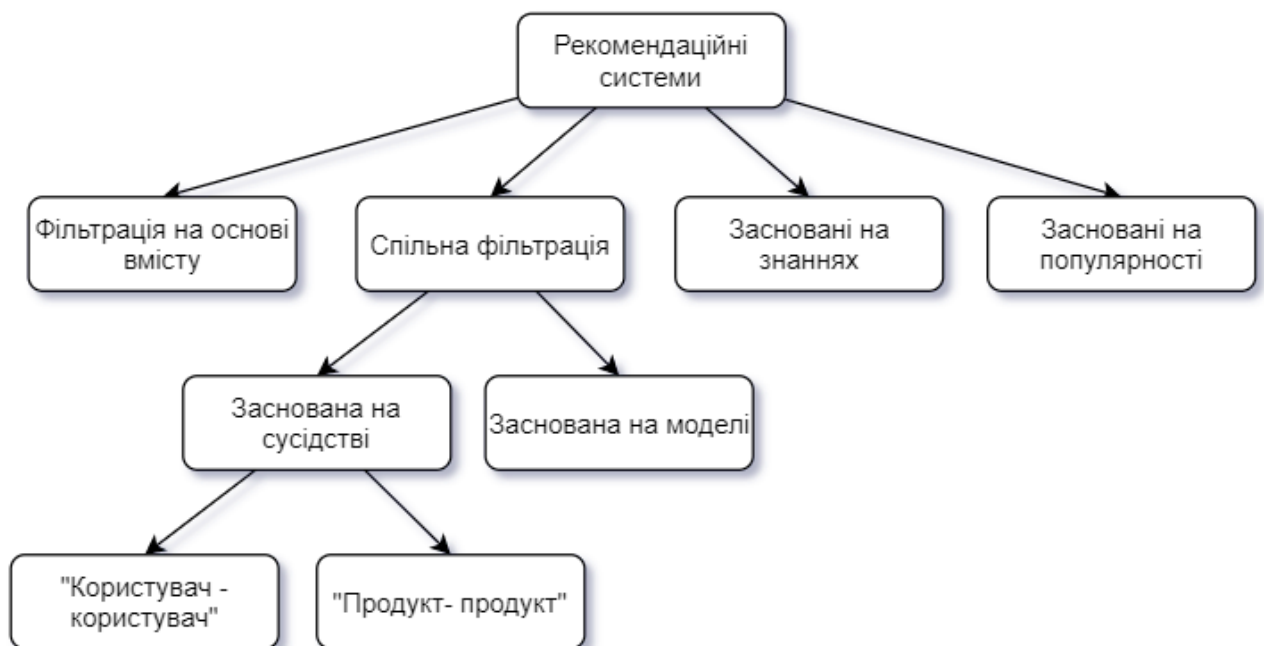 Рекомендаційні
системи
Фільтрація на основі
вмісту
Спільна фільтрація
Засновані на
знаннях
Засновані на
популярності
Заснована на
сусідстві
Заснована на моделі
"Користувач -
користувач"
"Продукт- продукт"